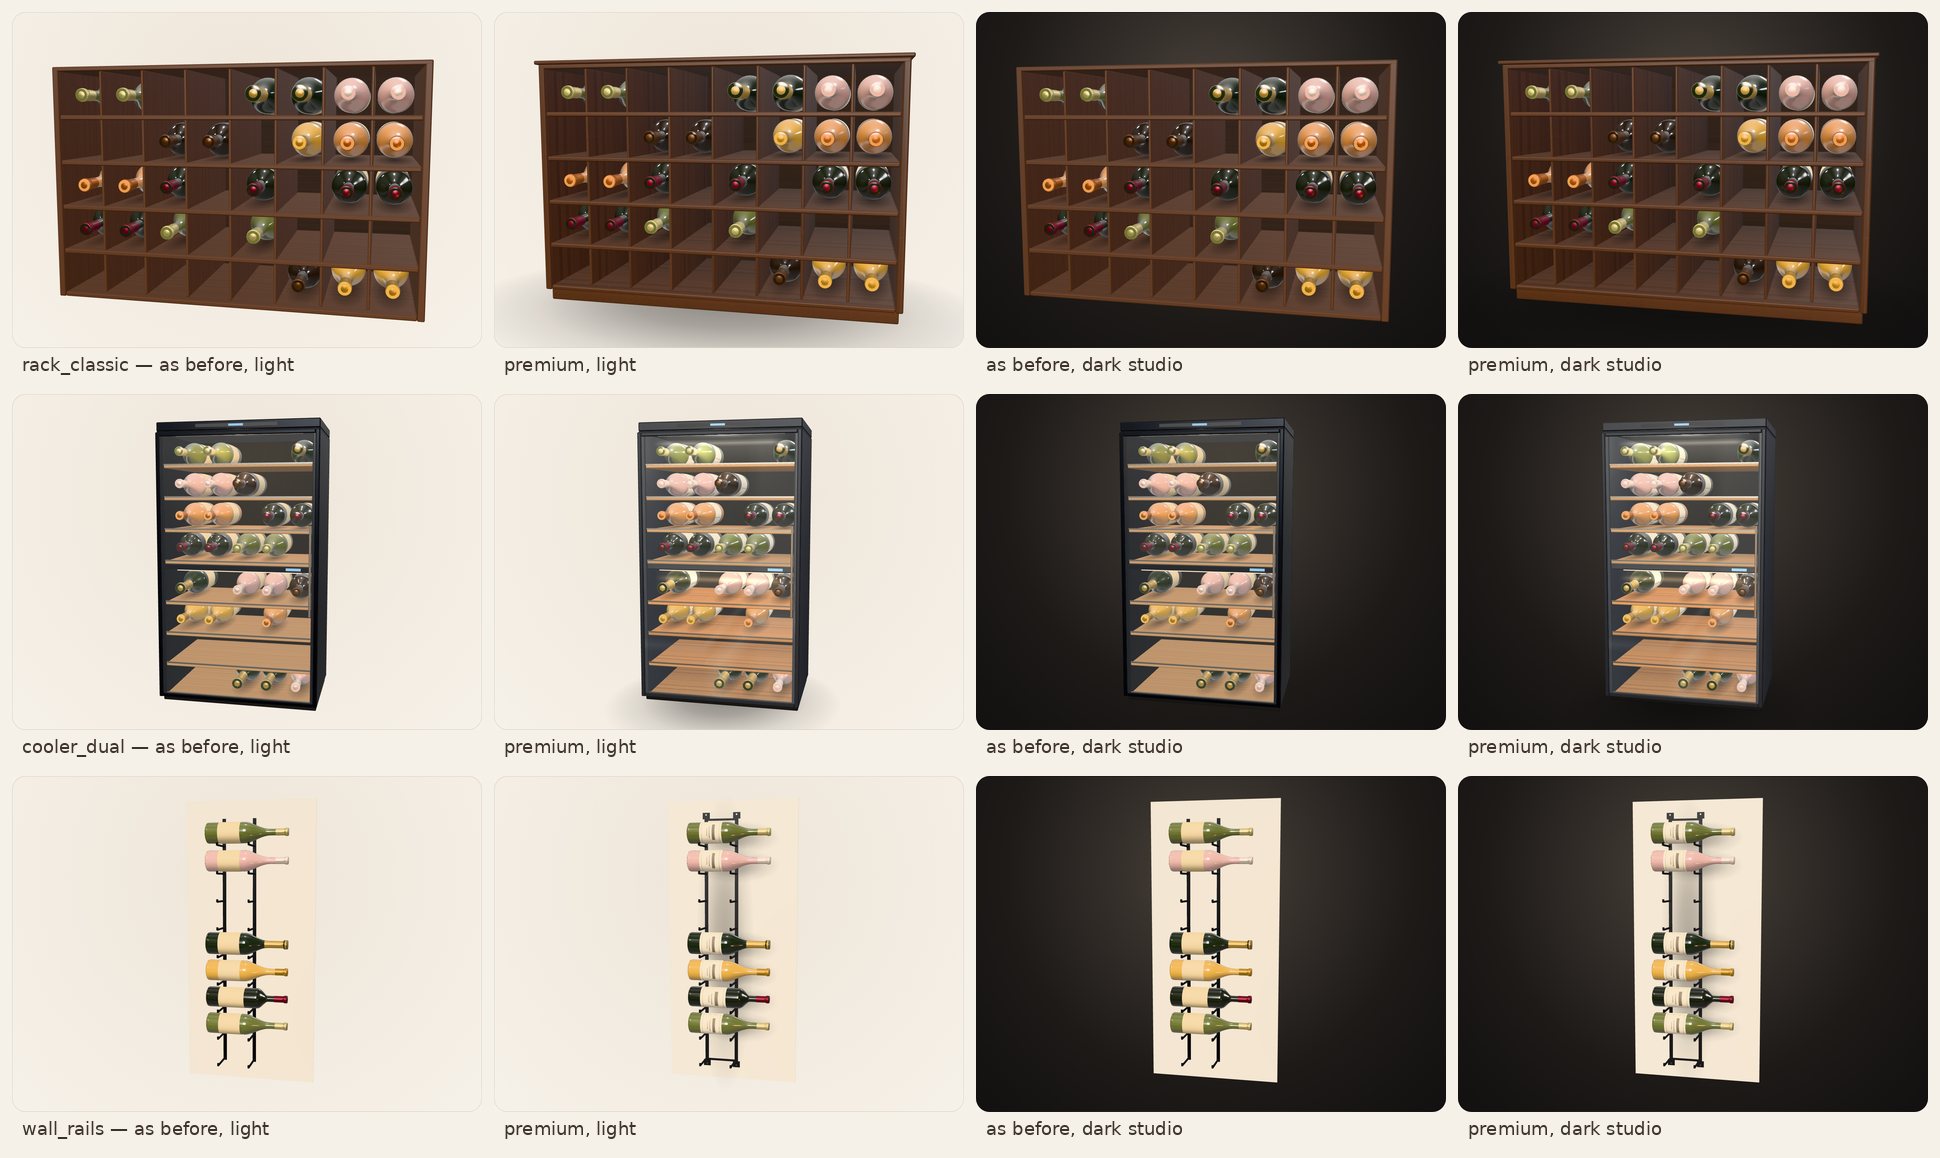 rack_classic — as before, light
premium, light
as before, dark studio
premium, dark studio
cooler_dual — as before, light
premium, light
as before, dark studio
premium, dark studio
wall_rails — as before, light
premium, light
as before, dark studio
premium, dark studio